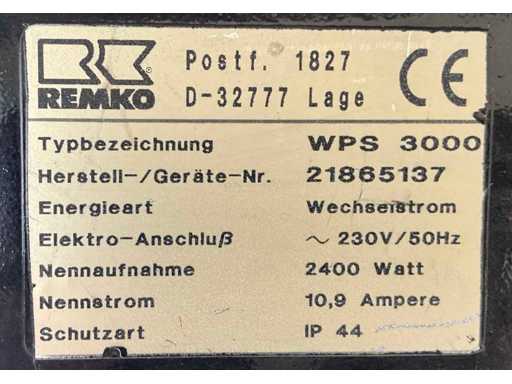 REMKO
Postf. 1827
D-32777 Lage
CE
Typbezeichnung WPS 3000
Herstell-/Geräte-Nr. 21865137
Energieart Wechselstrom
Elektro-Anschluß ~ 230V/50Hz
Nennaufnahme 2400 Watt
Nennstrom 10,9 Ampere
Schutzart IP 44